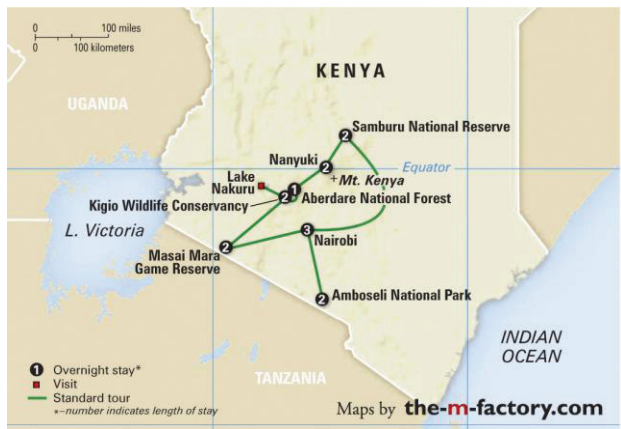 0 100 miles
0 100 kilometers
KENYA
UGANDA
2 Samburu National Reserve
Nanyuki 2
Equator
Lake
Nakuru
+Mt. Kenya
1
2 Aberdare National Forest
Kigio Wildlife Conservancy
L. Victoria
3
Nairobi
2
Masai Mara
Game Reserve
2 Amboseli National Park
INDIAN
OCEAN
1 Overnight stay*
Visit
Standard tour
*–number indicates length of stay
TANZANIA
Maps by the-m-factory.com